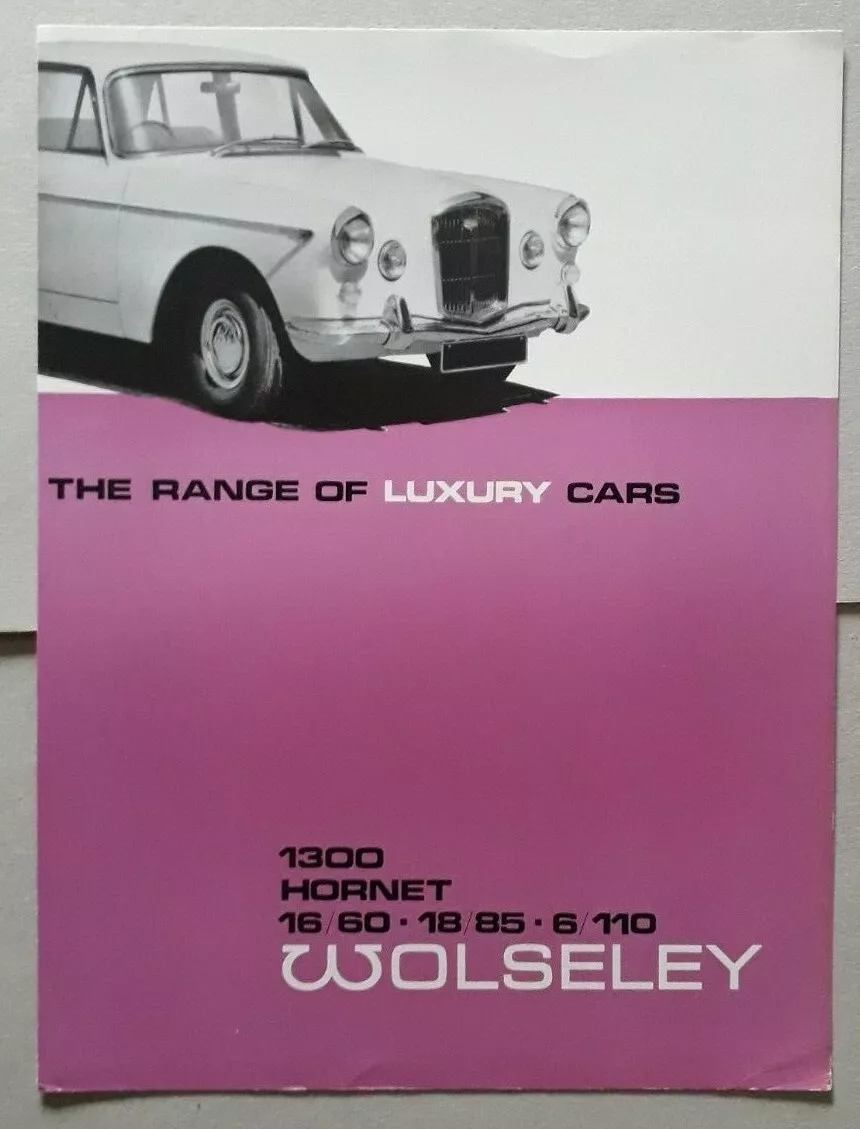 THE RANGE OF LUXURY CARS
1300
HORNET
16/60 · 18/85 · 6/110
WOLSELEY